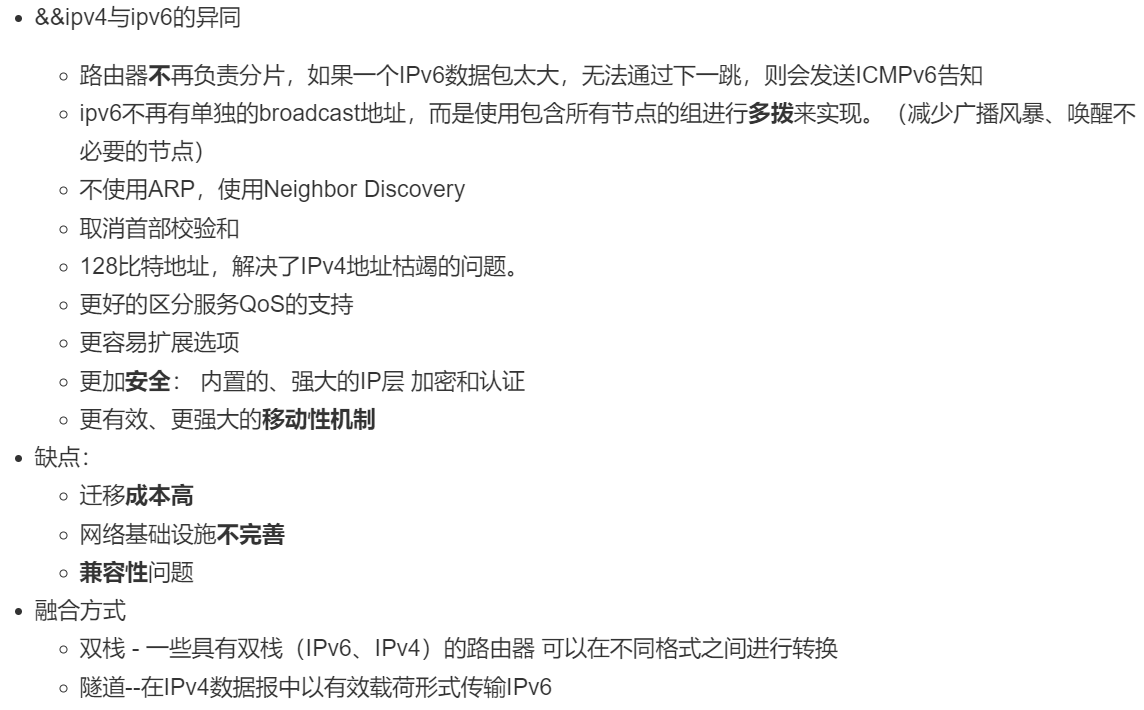 &&ipv4与ipv6的异同
路由器不再负责分片，如果一个IPv6数据包太大，无法通过下一跳，则会发送ICMPv6告知
ipv6不再有单独的broadcast地址，而是使用包含所有节点的组进行多拨来实现。（减少广播风暴、唤醒不
必要的节点）
不使用ARP，使用Neighbor Discovery
取消首部校验和
128比特地址，解决了IPv4地址枯竭的问题。
更好的区分服务QoS的支持
更容易扩展选项
更加安全： 内置的、强大的IP层 加密和认证
更有效、更强大的移动性机制
缺点：
迁移成本高
网络基础设施不完善
兼容性问题
融合方式
双栈 - 一些具有双栈（IPv6、IPv4）的路由器 可以在不同格式之间进行转换
隧道--在IPv4数据报中以有效载荷形式传输IPv6